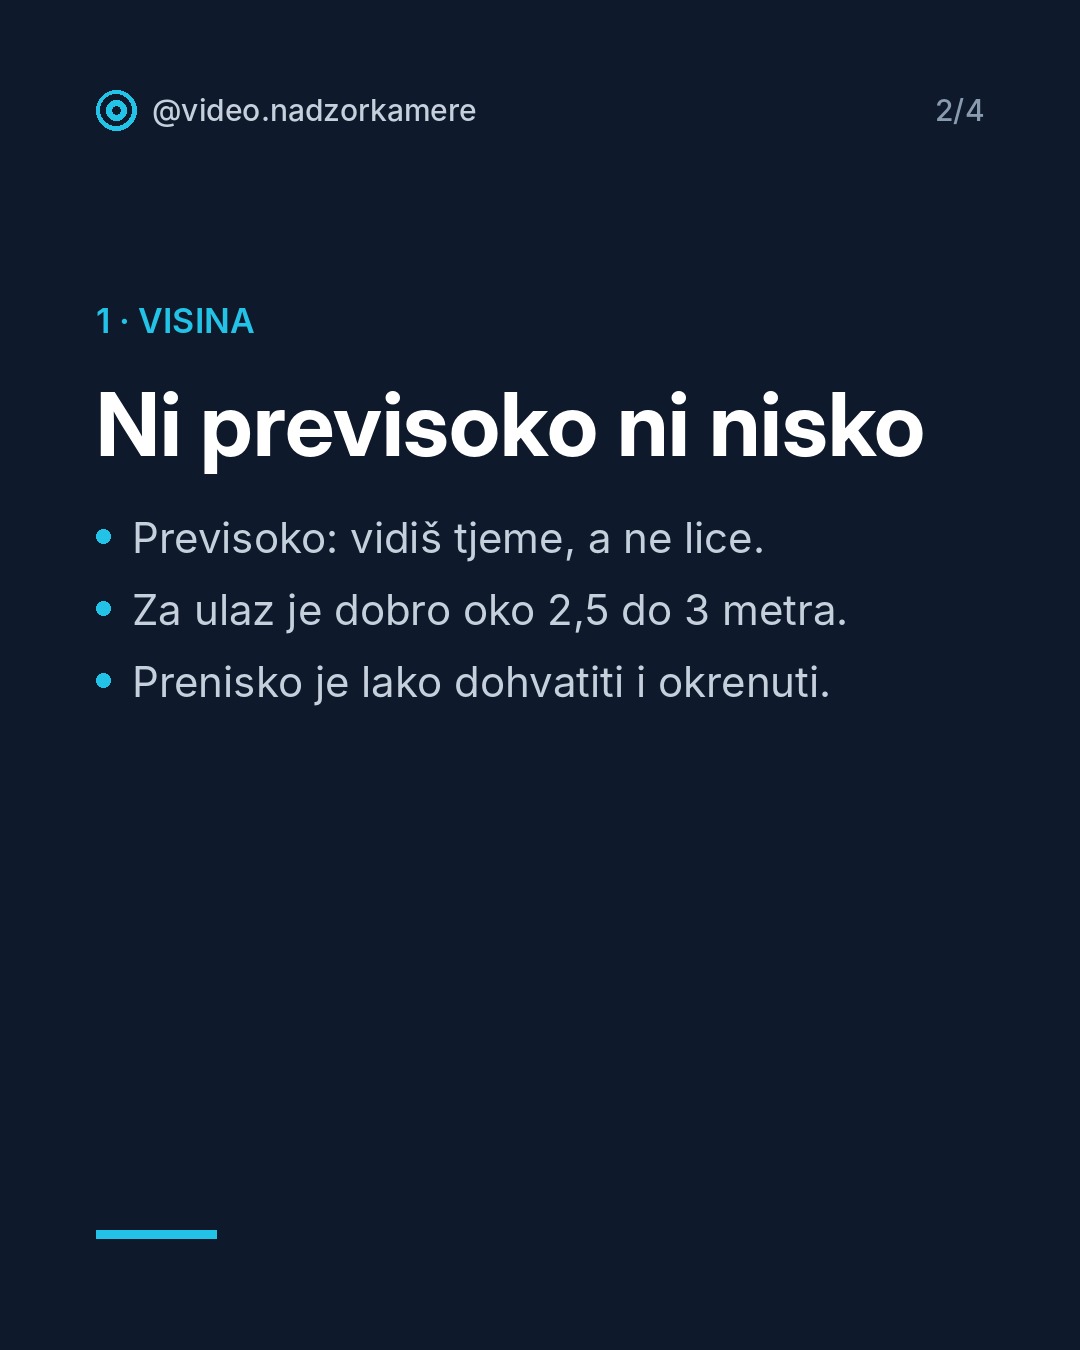 @video.nadzorkamere
2/4
1 · VISINA
Ni previsoko ni nisko
Previsoko: vidiš tjeme, a ne lice.
Za ulaz je dobro oko 2,5 do 3 metra.
Prenisko je lako dohvatiti i okrenuti.